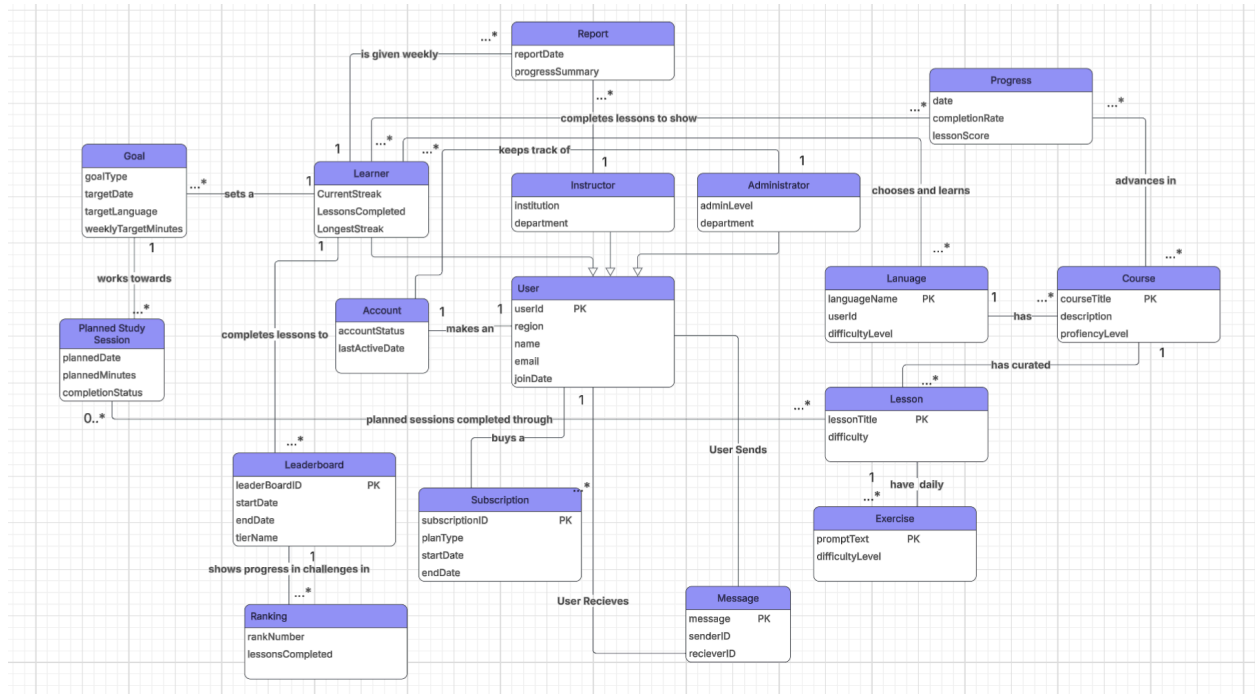 Report
reportDate
progressSummary
...*
is given weekly
...*
Progress
date
completionRate
lessonScore
...*
...*
completes lessons to show
1
...*
...*
keeps track of
1
1
chooses and learns
advances in
Goal
goalType
targetDate
targetLanguage
weeklyTargetMinutes
...*
sets a
1
1
Learner
CurrentStreak
LessonsCompleted
LongestStreak
1
Instructor
institution
department
Administrator
adminLevel
department
works towards
...*
...*
...*
Planned Study
Session
plannedDate
plannedMinutes
completionStatus
0..*
completes lessons to
Account
accountStatus
lastActiveDate
1
makes an
1
User
userId PK
region
name
email
joinDate
1
Lanuage
languageName PK
userId
difficultyLevel
1
has
...*
Course
courseTitle PK
description
profiencyLevel
1
has curated
...*
Lesson
lessonTitle PK
difficulty
...*
planned sessions completed through
buys a
User Sends
1
have daily
...*
...*
Leaderboard
leaderBoardID PK
startDate
endDate
tierName
1
...*
Subscription
subscriptionID PK
planType
startDate
endDate
Exercise
promptText PK
difficultyLevel
shows progress in challenges in
...*
Ranking
rankNumber
lessonsCompleted
User Recieves
Message
message PK
senderID
recieverID